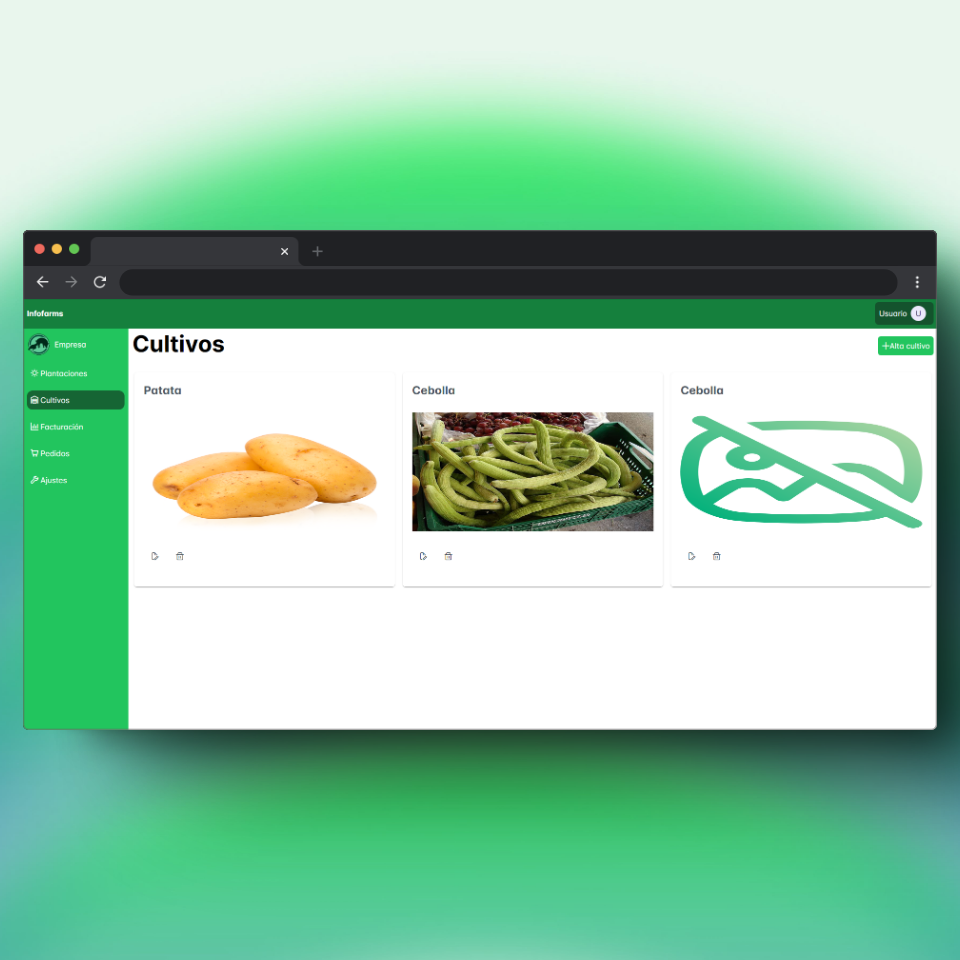 Infofarms
Usuario U
Empresa
Cultivos
+Alta cultivo
Plantaciones
Cultivos
Facturación
Pedidos
Ajustes
Patata
Cebolla
Cebolla